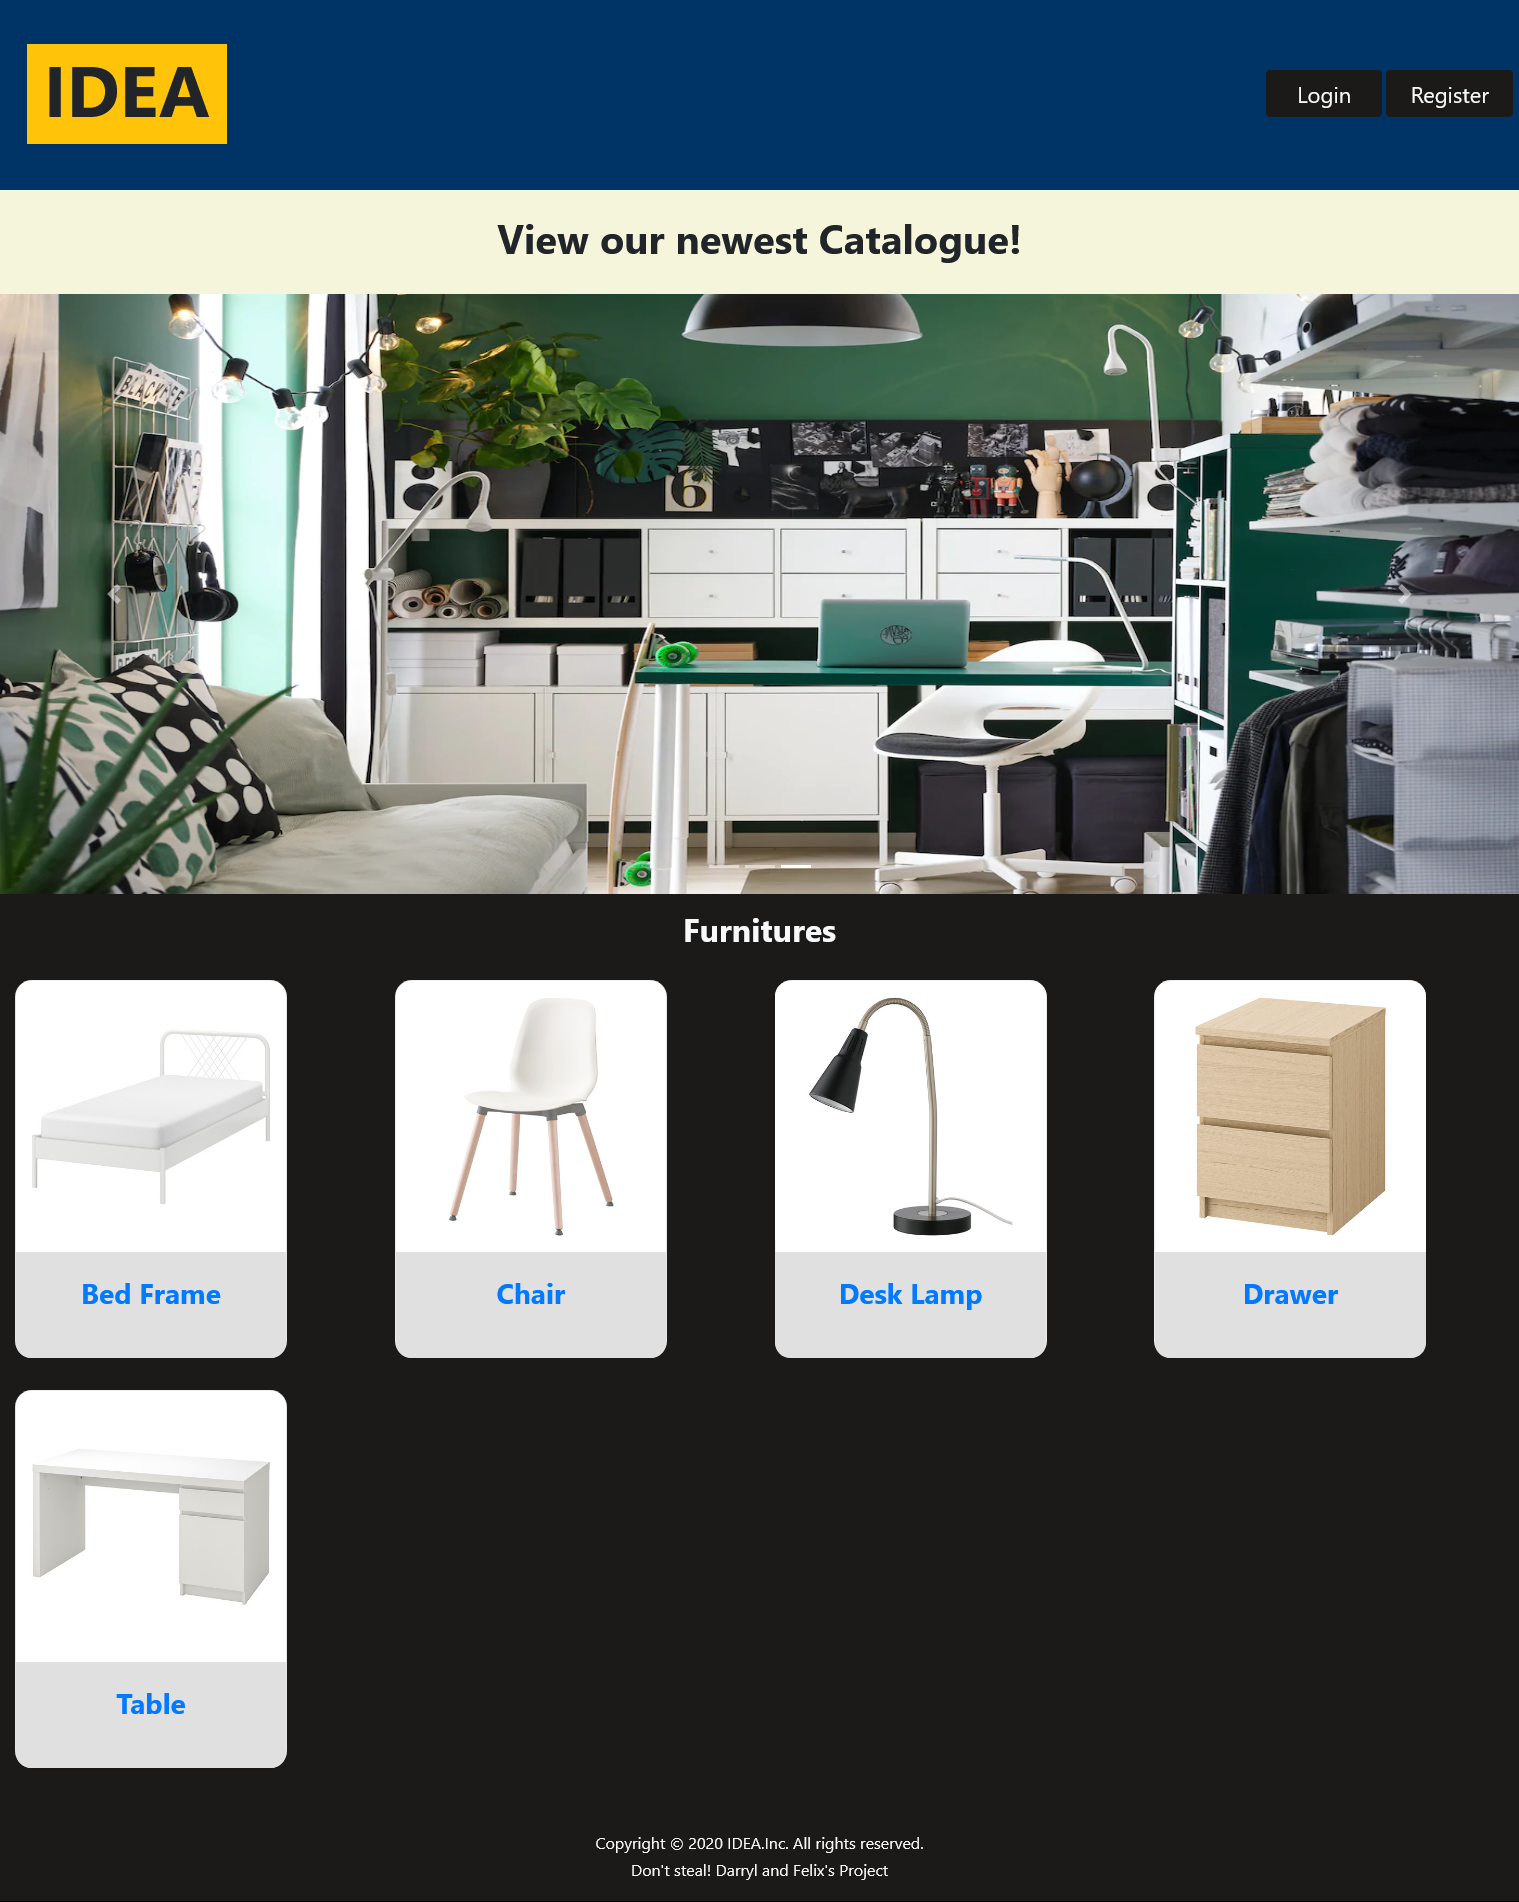 IDEA
Login
Register
View our newest Catalogue!
6
Furnitures
Bed Frame
Chair
Desk Lamp
Drawer
Table
Copyright © 2020 IDEA.Inc. All rights reserved.
Don't steal! Darryl and Felix's Project